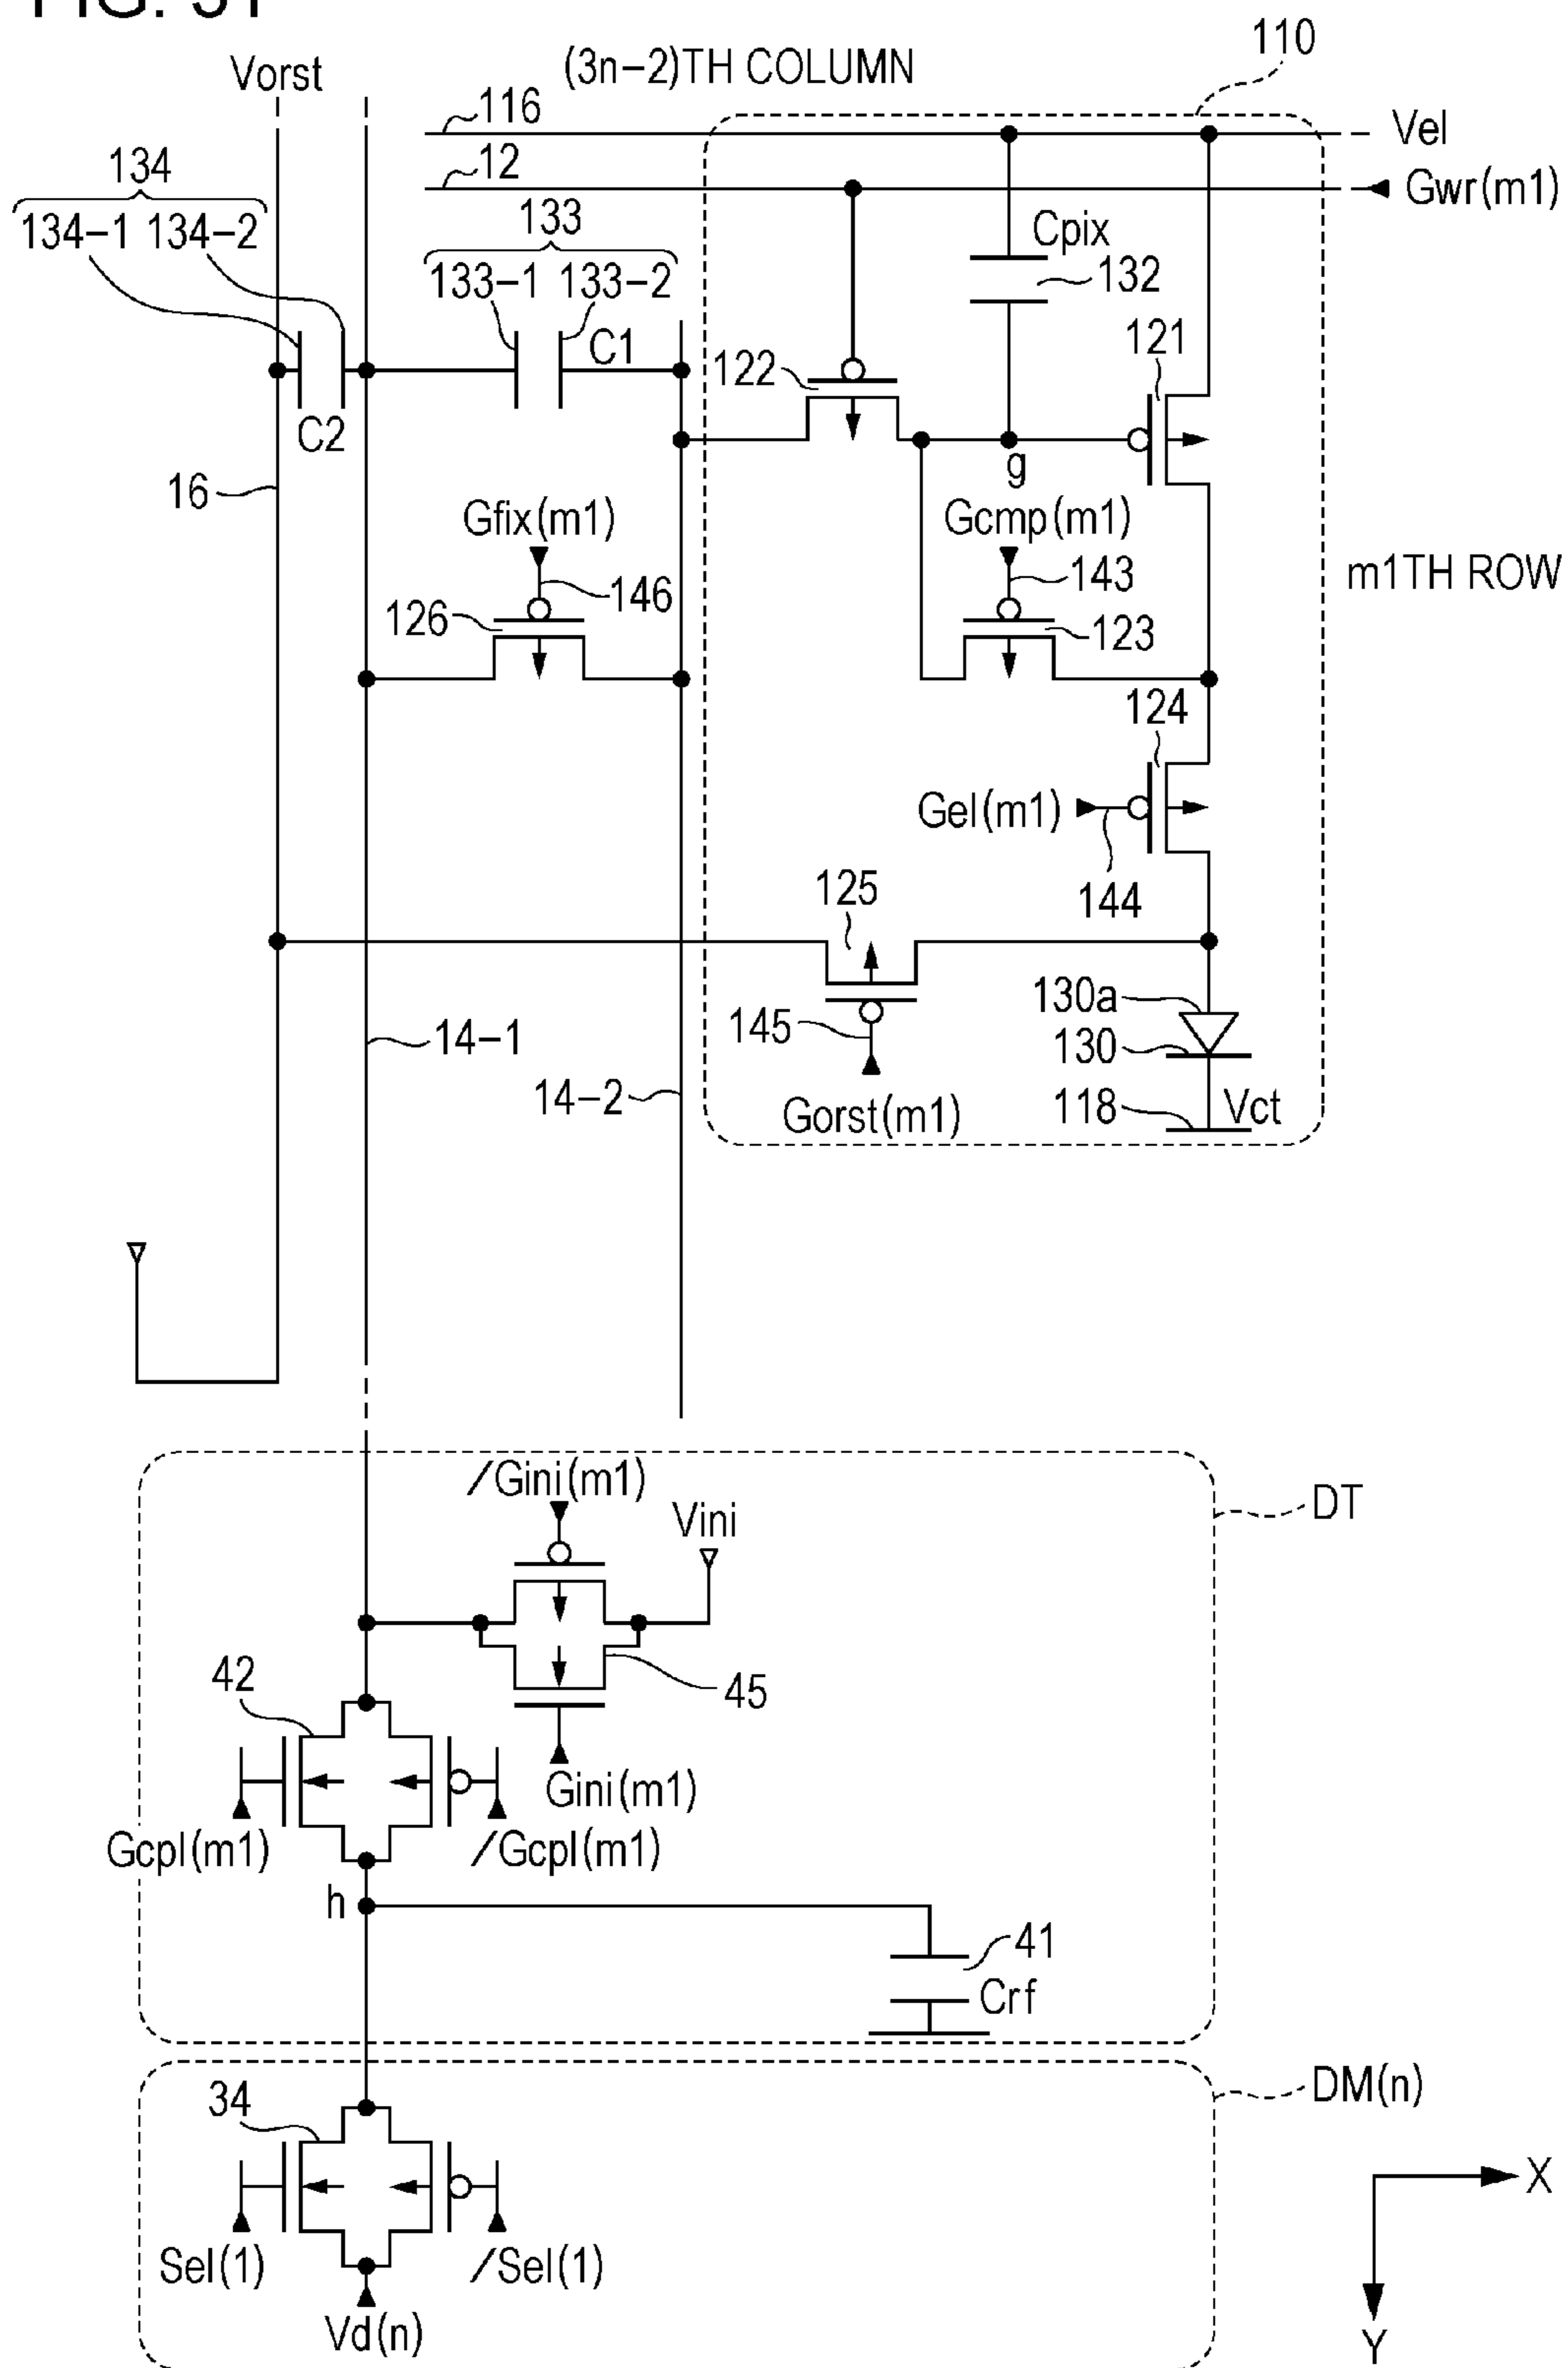 Vorst
(3n-2)TH COLUMN
110
116
Vel
12
Gwr(m1)
134
134-1 134-2
133
133-1 133-2
Cpix
132
C1
121
122
C2
g
16
Gfix(m1)
Gcmp(m1)
146
143
m1TH ROW
126
123
124
Gel(m1)
125
144
130a
14-1
145
130
14-2
Gorst(m1)
118
Vct
/Gini(m1)
DT
Vini
42
45
Gini(m1)
Gcpl(m1)
/Gcpl(m1)
h
41
Crf
DM(n)
34
X
Sel(1)
/Sel(1)
Vd(n)
Y